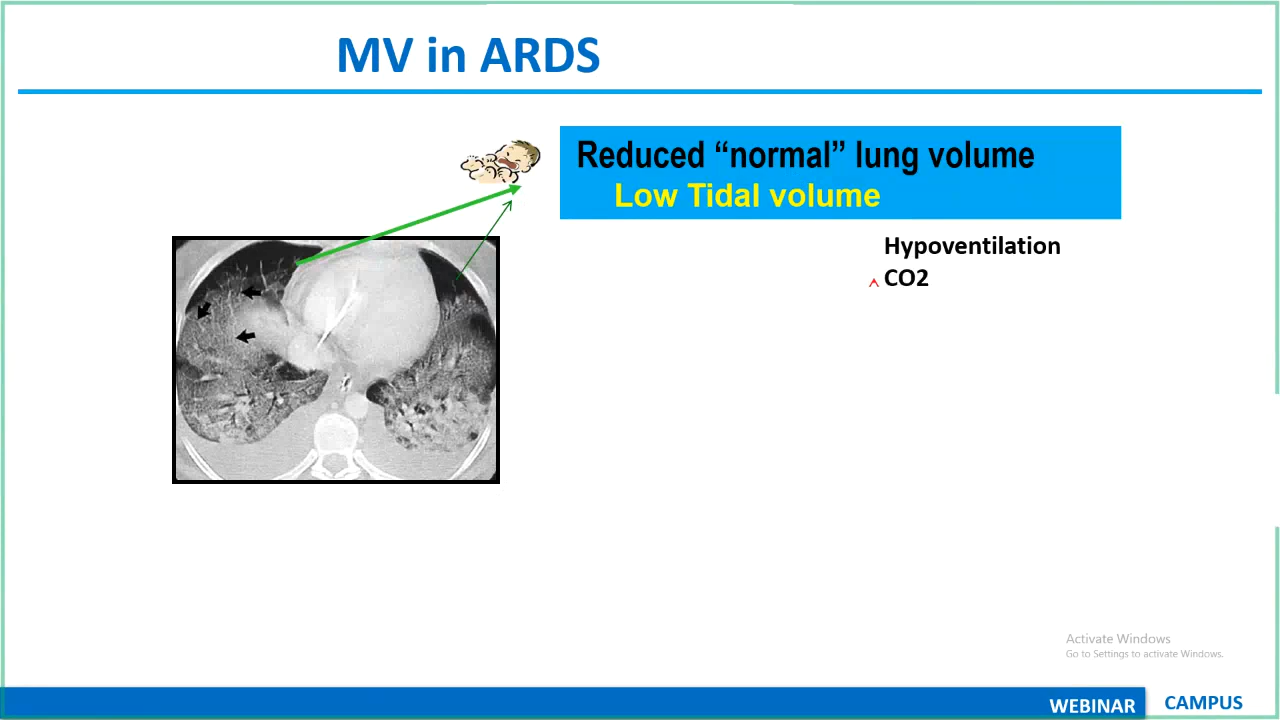 MV in ARDS
Reduced “normal” lung volume
Low Tidal volume
Hypoventilation
^ CO2
Activate Windows
Go to Settings to activate Windows.
WEBINAR CAMPUS